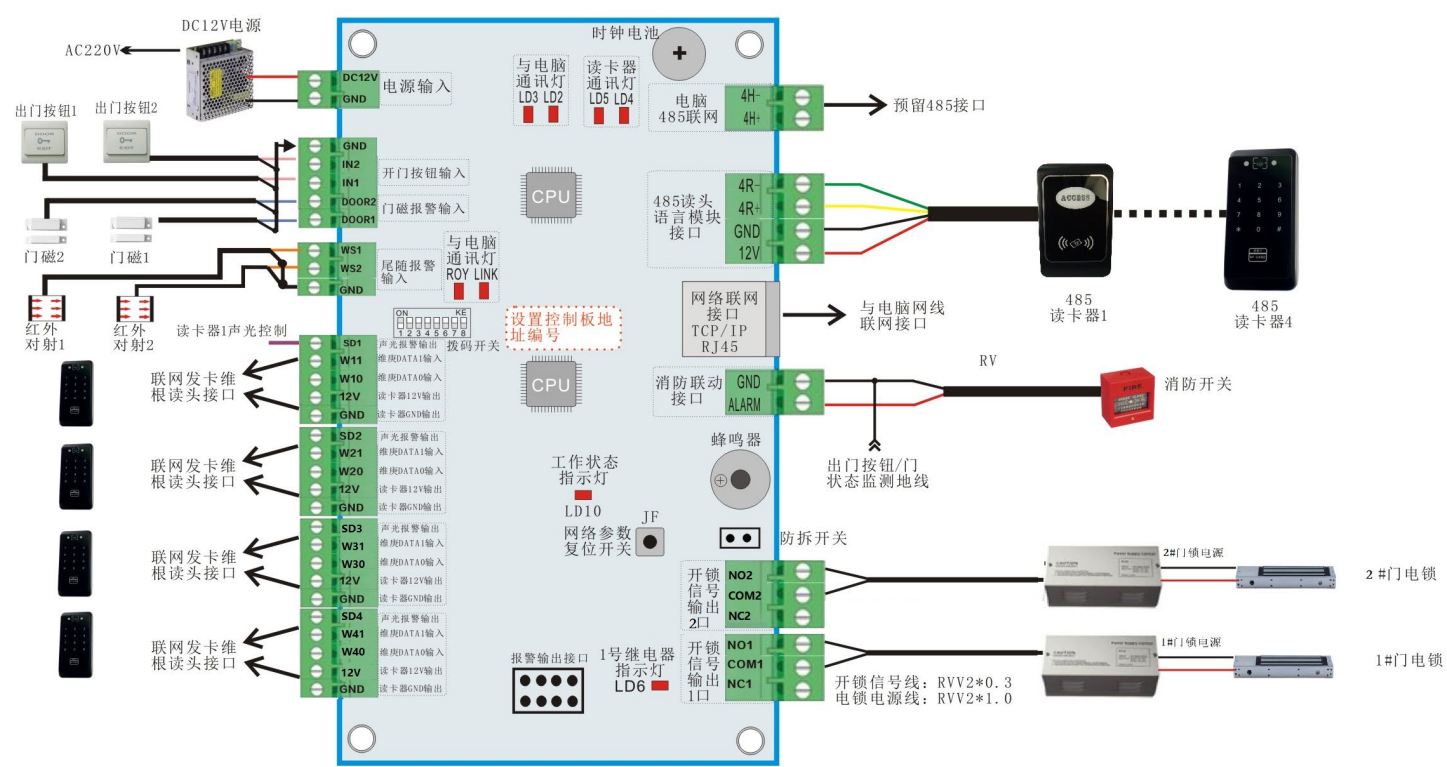 DC12V电源
AC220V
DC12V
GND
电源输入
时钟电池
与电脑
通讯灯
LD3 LD2
读卡器
通讯灯
LD5 LD4
电脑
485联网
4H-
4H+
预留485接口
出门按钮1
出门按钮2
DOOR
EXIT
DOOR
EXIT
GND
IN2
IN1
DOOR2
DOOR1
开门按钮输入
门磁报警输入
门磁2
门磁1
CPU
485读头
语言模块
接口
4R-
4R+
GND
12V
ACCESS
485
读卡器1
1 2 3
4 5 6
7 8 9
* 0 #
485
读卡器4
WS1
WS2
GND
尾随报警
输入
与电脑
通讯灯
ROY LINK
红外
对射1
红外
对射2
读卡器1声光控制
ON KE
1 2 3 4 5 6 7 8
拨码开关
设置控制板地
址编号
网络联网
接口
TCP/IP
RJ45
与电脑网线
联网接口
SD1
W11
W10
12V
GND
声光报警输出
维庚DATA1输入
维庚DATA0输入
读卡器12V输出
读卡器GND输出
联网发卡维
根读头接口
CPU
消防联动
接口
GND
ALARM
RV
FIRE
消防开关
出门按钮/门
状态监测地线
SD2
W21
W20
12V
GND
声光报警输出
维庚DATA1输入
维庚DATA0输入
读卡器12V输出
读卡器GND输出
联网发卡维
根读头接口
蜂鸣器
工作状态
指示灯
LD10
JF
网络参数
复位开关
防拆开关
SD3
W31
W30
12V
GND
声光报警输出
维庚DATA1输入
维庚DATA0输入
读卡器12V输出
读卡器GND输出
联网发卡维
根读头接口
开锁
信号
输出
2口
NO2
COM2
NC2
Power Supply Control
CAUTION
2#门锁电源
2#门电锁
SD4
W41
W40
12V
GND
声光报警输出
维庚DATA1输入
维庚DATA0输入
读卡器12V输出
读卡器GND输出
联网发卡维
根读头接口
报警输出接口
1号继电器
指示灯
LD6
开锁
信号
输出
1口
NO1
COM1
NC1
Power Supply Control
CAUTION
1#门锁电源
1#门电锁
开锁信号线：RVV2*0.3
电锁电源线：RVV2*1.0